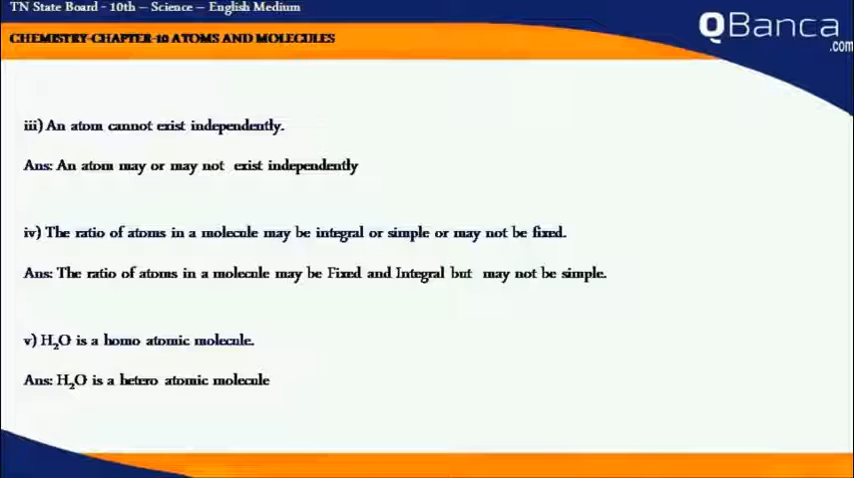 TN State Board - 10th – Science – English Medium
QBanca
.com
CHEMISTRY-CHAPTER-10 ATOMS AND MOLECULES
iii) An atom cannot exist independently.
Ans: An atom may or may not exist independently
iv) The ratio of atoms in a molecule may be integral or simple or may not be fixed.
Ans: The ratio of atoms in a molecule may be Fixed and Integral but may not be simple.
v) H₂O is a homo atomic molecule.
Ans: H₂O is a hetero atomic molecule